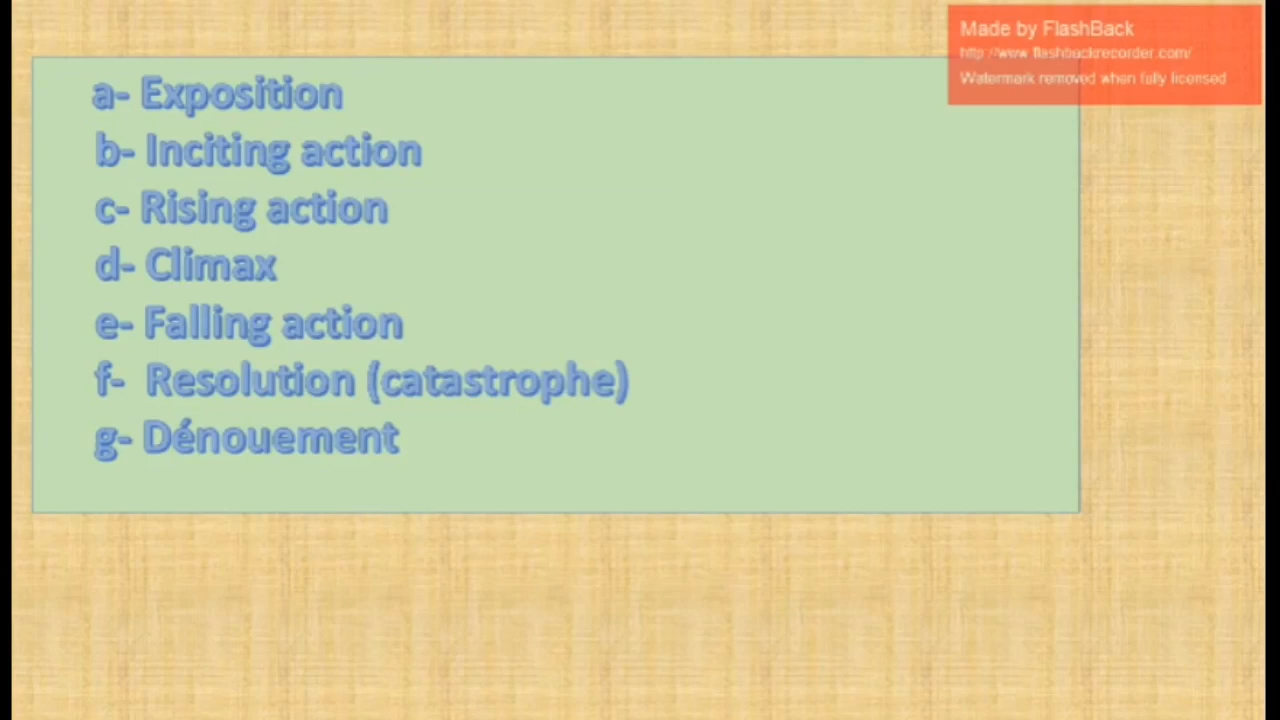 Made by FlashBack
http://www.flashbackrecorder.com/
Watermark removed when fully licensed
a- Exposition
b- Inciting action
c- Rising action
d- Climax
e- Falling action
f- Resolution (catastrophe)
g- Dénouement